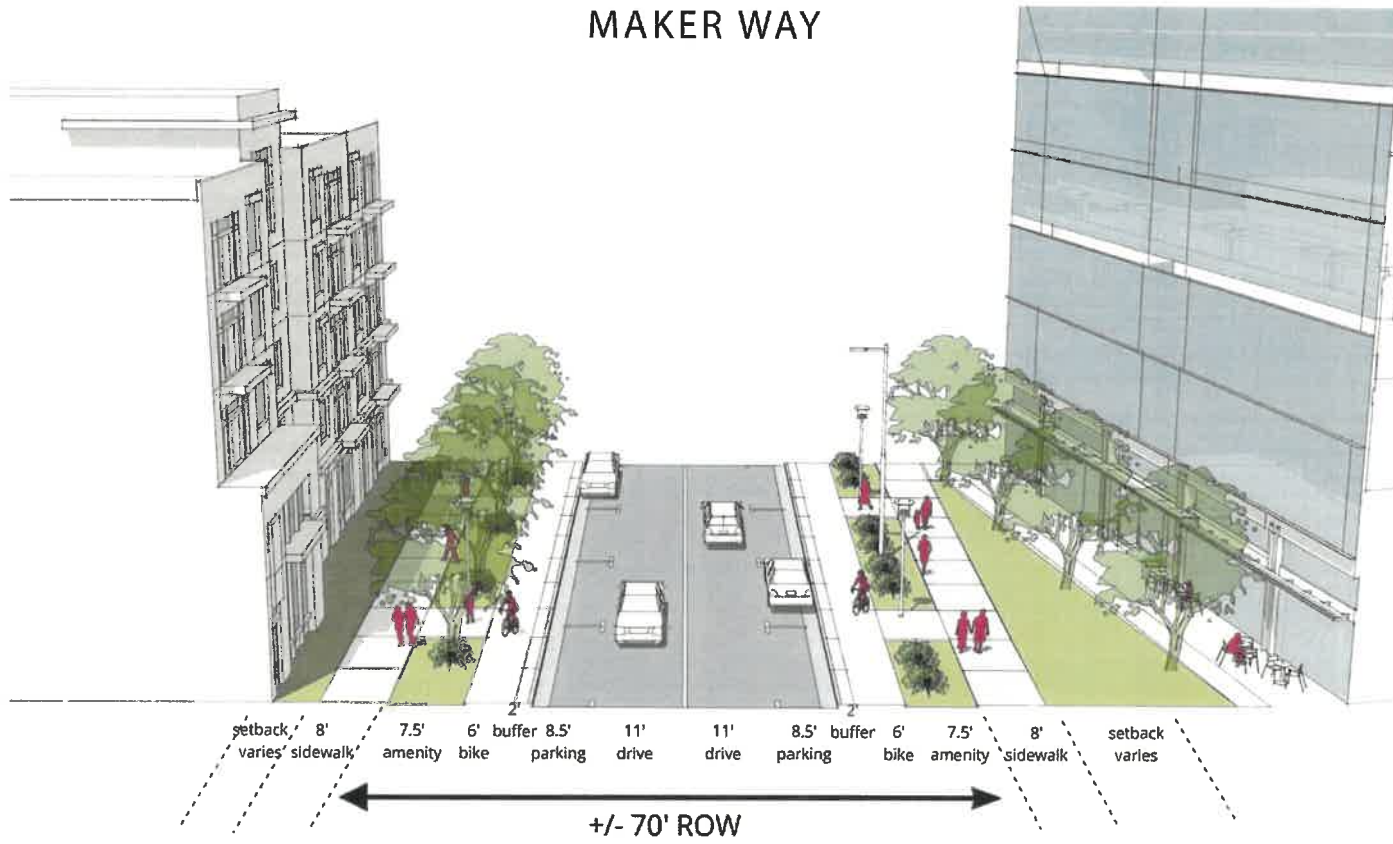 MAKER WAY
2' 2'
setback 8' 7.5' 6' buffer 8.5' 11' 11' 8.5' buffer 6' 7.5' 8' setback
varies sidewalk amenity bike parking drive drive parking bike amenity sidewalk varies
+/- 70' ROW